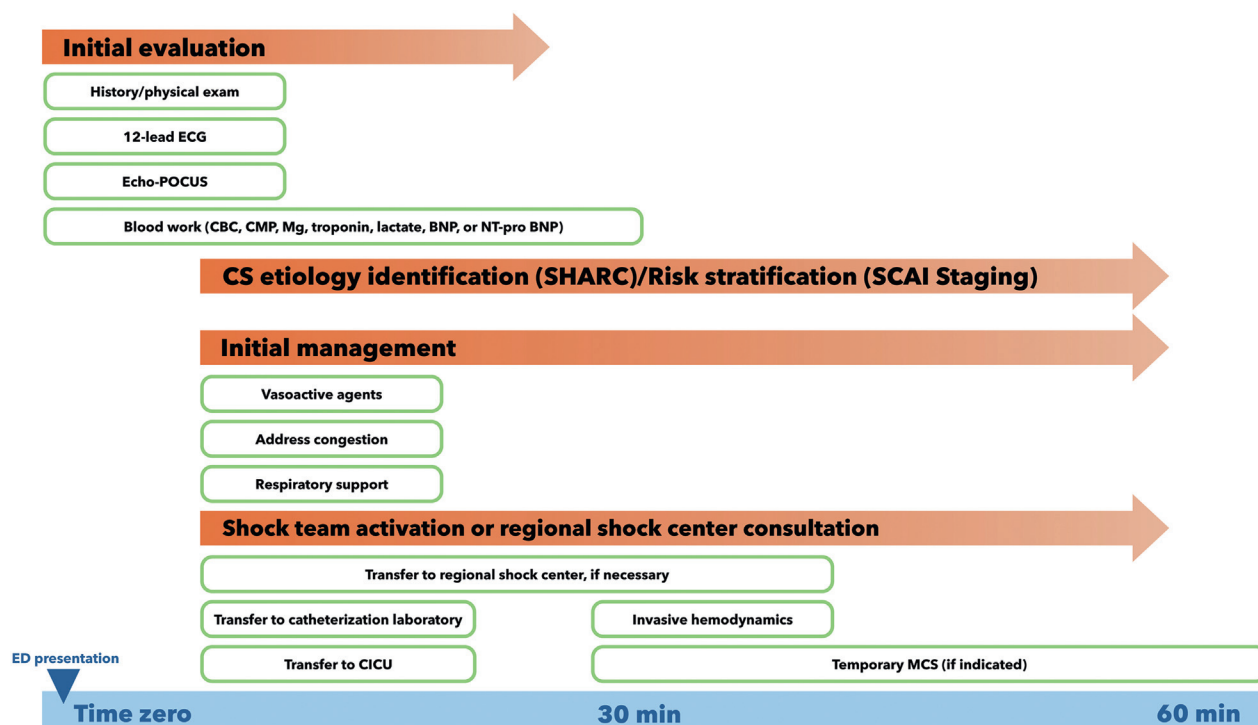 Initial evaluation
History/physical exam
12-lead ECG
Echo-POCUS
Blood work (CBC, CMP, Mg, troponin, lactate, BNP, or NT-pro BNP)
CS etiology identification (SHARC)/Risk stratification (SCAI Staging)
Initial management
Vasoactive agents
Address congestion
Respiratory support
Shock team activation or regional shock center consultation
Transfer to regional shock center, if necessary
Transfer to catheterization laboratory
Invasive hemodynamics
Transfer to CICU
Temporary MCS (if indicated)
ED presentation
Time zero
30 min
60 min